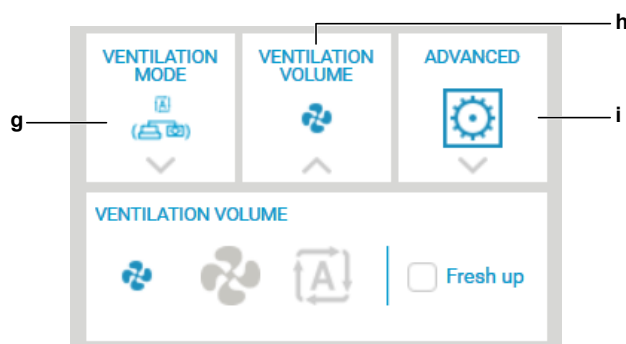 h
VENTILATION
MODE
VENTILATION
VOLUME
ADVANCED
A
g
i
VENTILATION VOLUME
A
Fresh up